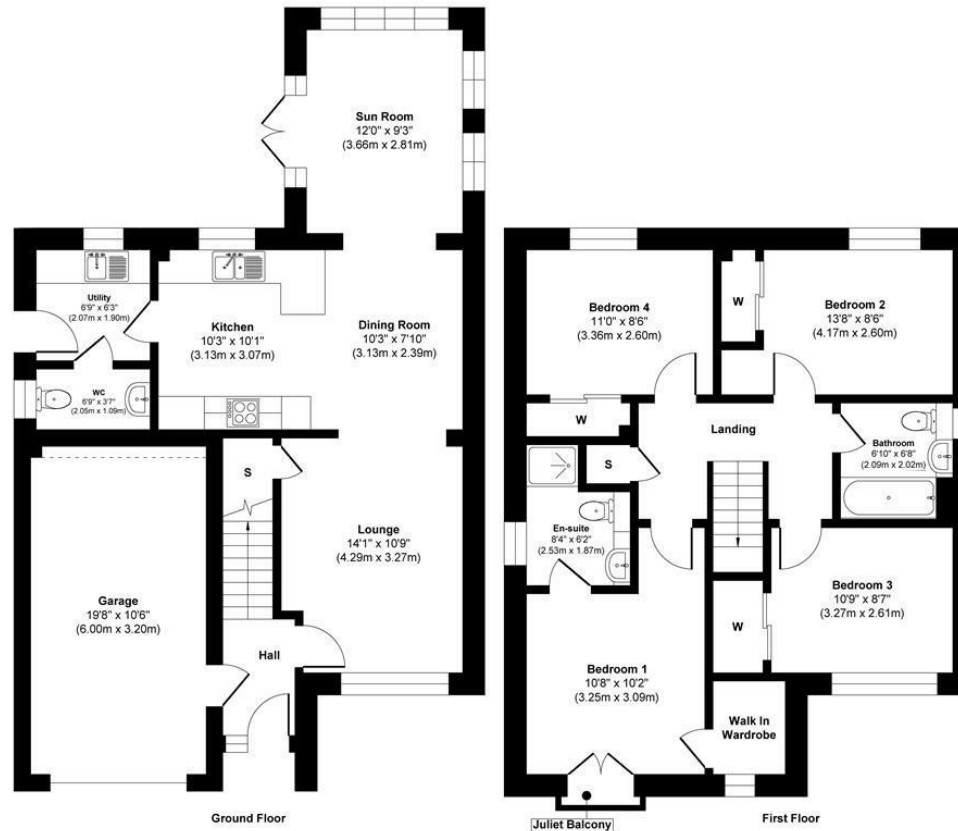 Sun Room
12'0" x 9'3"
(3.66m x 2.81m)
Utility
6'9" x 6'3"
(2.07m x 1.90m)
Kitchen
10'3" x 10'1"
(3.13m x 3.07m)
Dining Room
10'3" x 7'10"
(3.13m x 2.39m)
WC
6'9" x 3'7"
(2.05m x 1.09m)
S
Lounge
14'1" x 10'9"
(4.29m x 3.27m)
Garage
19'8" x 10'6"
(6.00m x 3.20m)
Hall
Ground Floor
Bedroom 4
11'0" x 8'6"
(3.36m x 2.60m)
W
Bedroom 2
13'8" x 8'6"
(4.17m x 2.60m)
W
Landing
Bathroom
6'10" x 6'8"
(2.09m x 2.02m)
S
En-suite
8'4" x 6'2"
(2.53m x 1.87m)
Bedroom 3
10'9" x 8'7"
(3.27m x 2.61m)
W
Bedroom 1
10'8" x 10'2"
(3.25m x 3.09m)
Walk In
Wardrobe
Juliet Balcony
First Floor